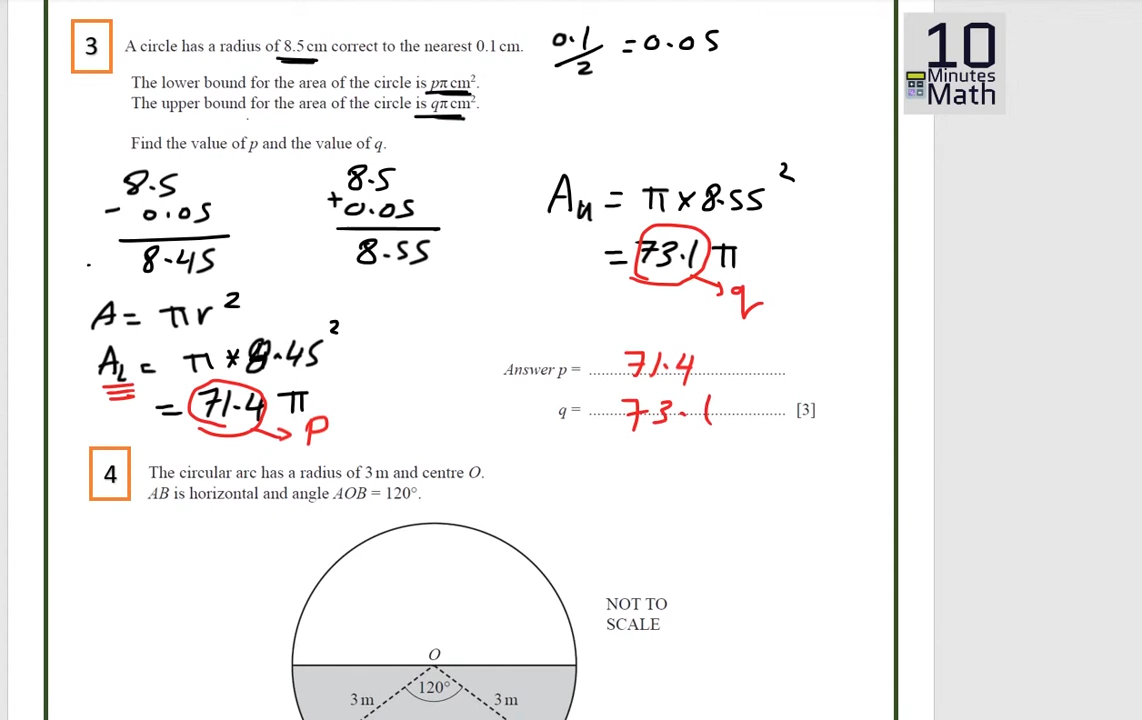 3
A circle has a radius of 8.5 cm correct to the nearest 0.1 cm.
0.1/2 = 0.05
The lower bound for the area of the circle is pπ cm².
The upper bound for the area of the circle is qπ cm².
Find the value of p and the value of q.
8.5
- 0.05
8.45
8.5
+ 0.05
8.55
A = πr²
A_L = π × 8.45²
= 71.4 π
p
A_u = π × 8.55²
= 73.1 π
q
Answer p = 71.4
q = 73.1 [3]
4
The circular arc has a radius of 3 m and centre O.
AB is horizontal and angle AOB = 120°.
NOT TO
SCALE
O
120°
3 m
3 m
10
Minutes
Math